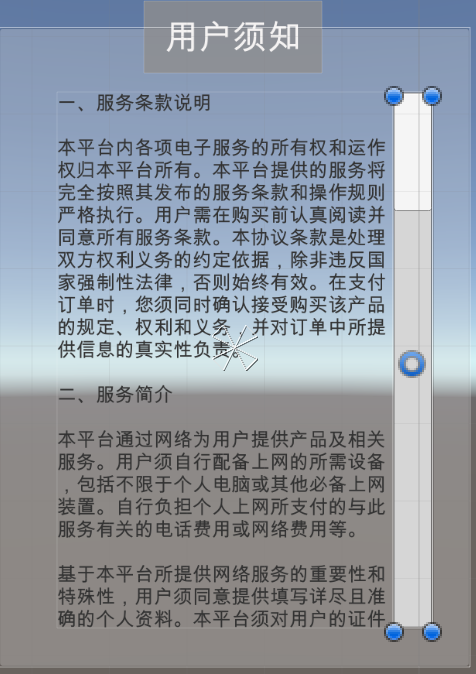 用户须知
一、服务条款说明
本平台内各项电子服务的所有权和运作
权归本平台所有。本平台提供的服务将
完全按照其发布的服务条款和操作规则
严格执行。用户需在购买前认真阅读并
同意所有服务条款。本协议条款是处理
双方权利义务的约定依据，除非违反国
家强制性法律，否则始终有效。在支付
订单时，您须同时确认接受购买该产品
的规定、权利和义务，并对订单中所提
供信息的真实性负责。
二、服务简介
本平台通过网络为用户提供产品及相关
服务。用户须自行配备上网的所需设备
，包括不限于个人电脑或其他必备上网
装置。自行负担个人上网所支付的与此
服务有关的电话费用或网络费用等。
基于本平台所提供网络服务的重要性和
特殊性，用户须同意提供填写详尽且准
确的个人资料。本平台须对用户的证件